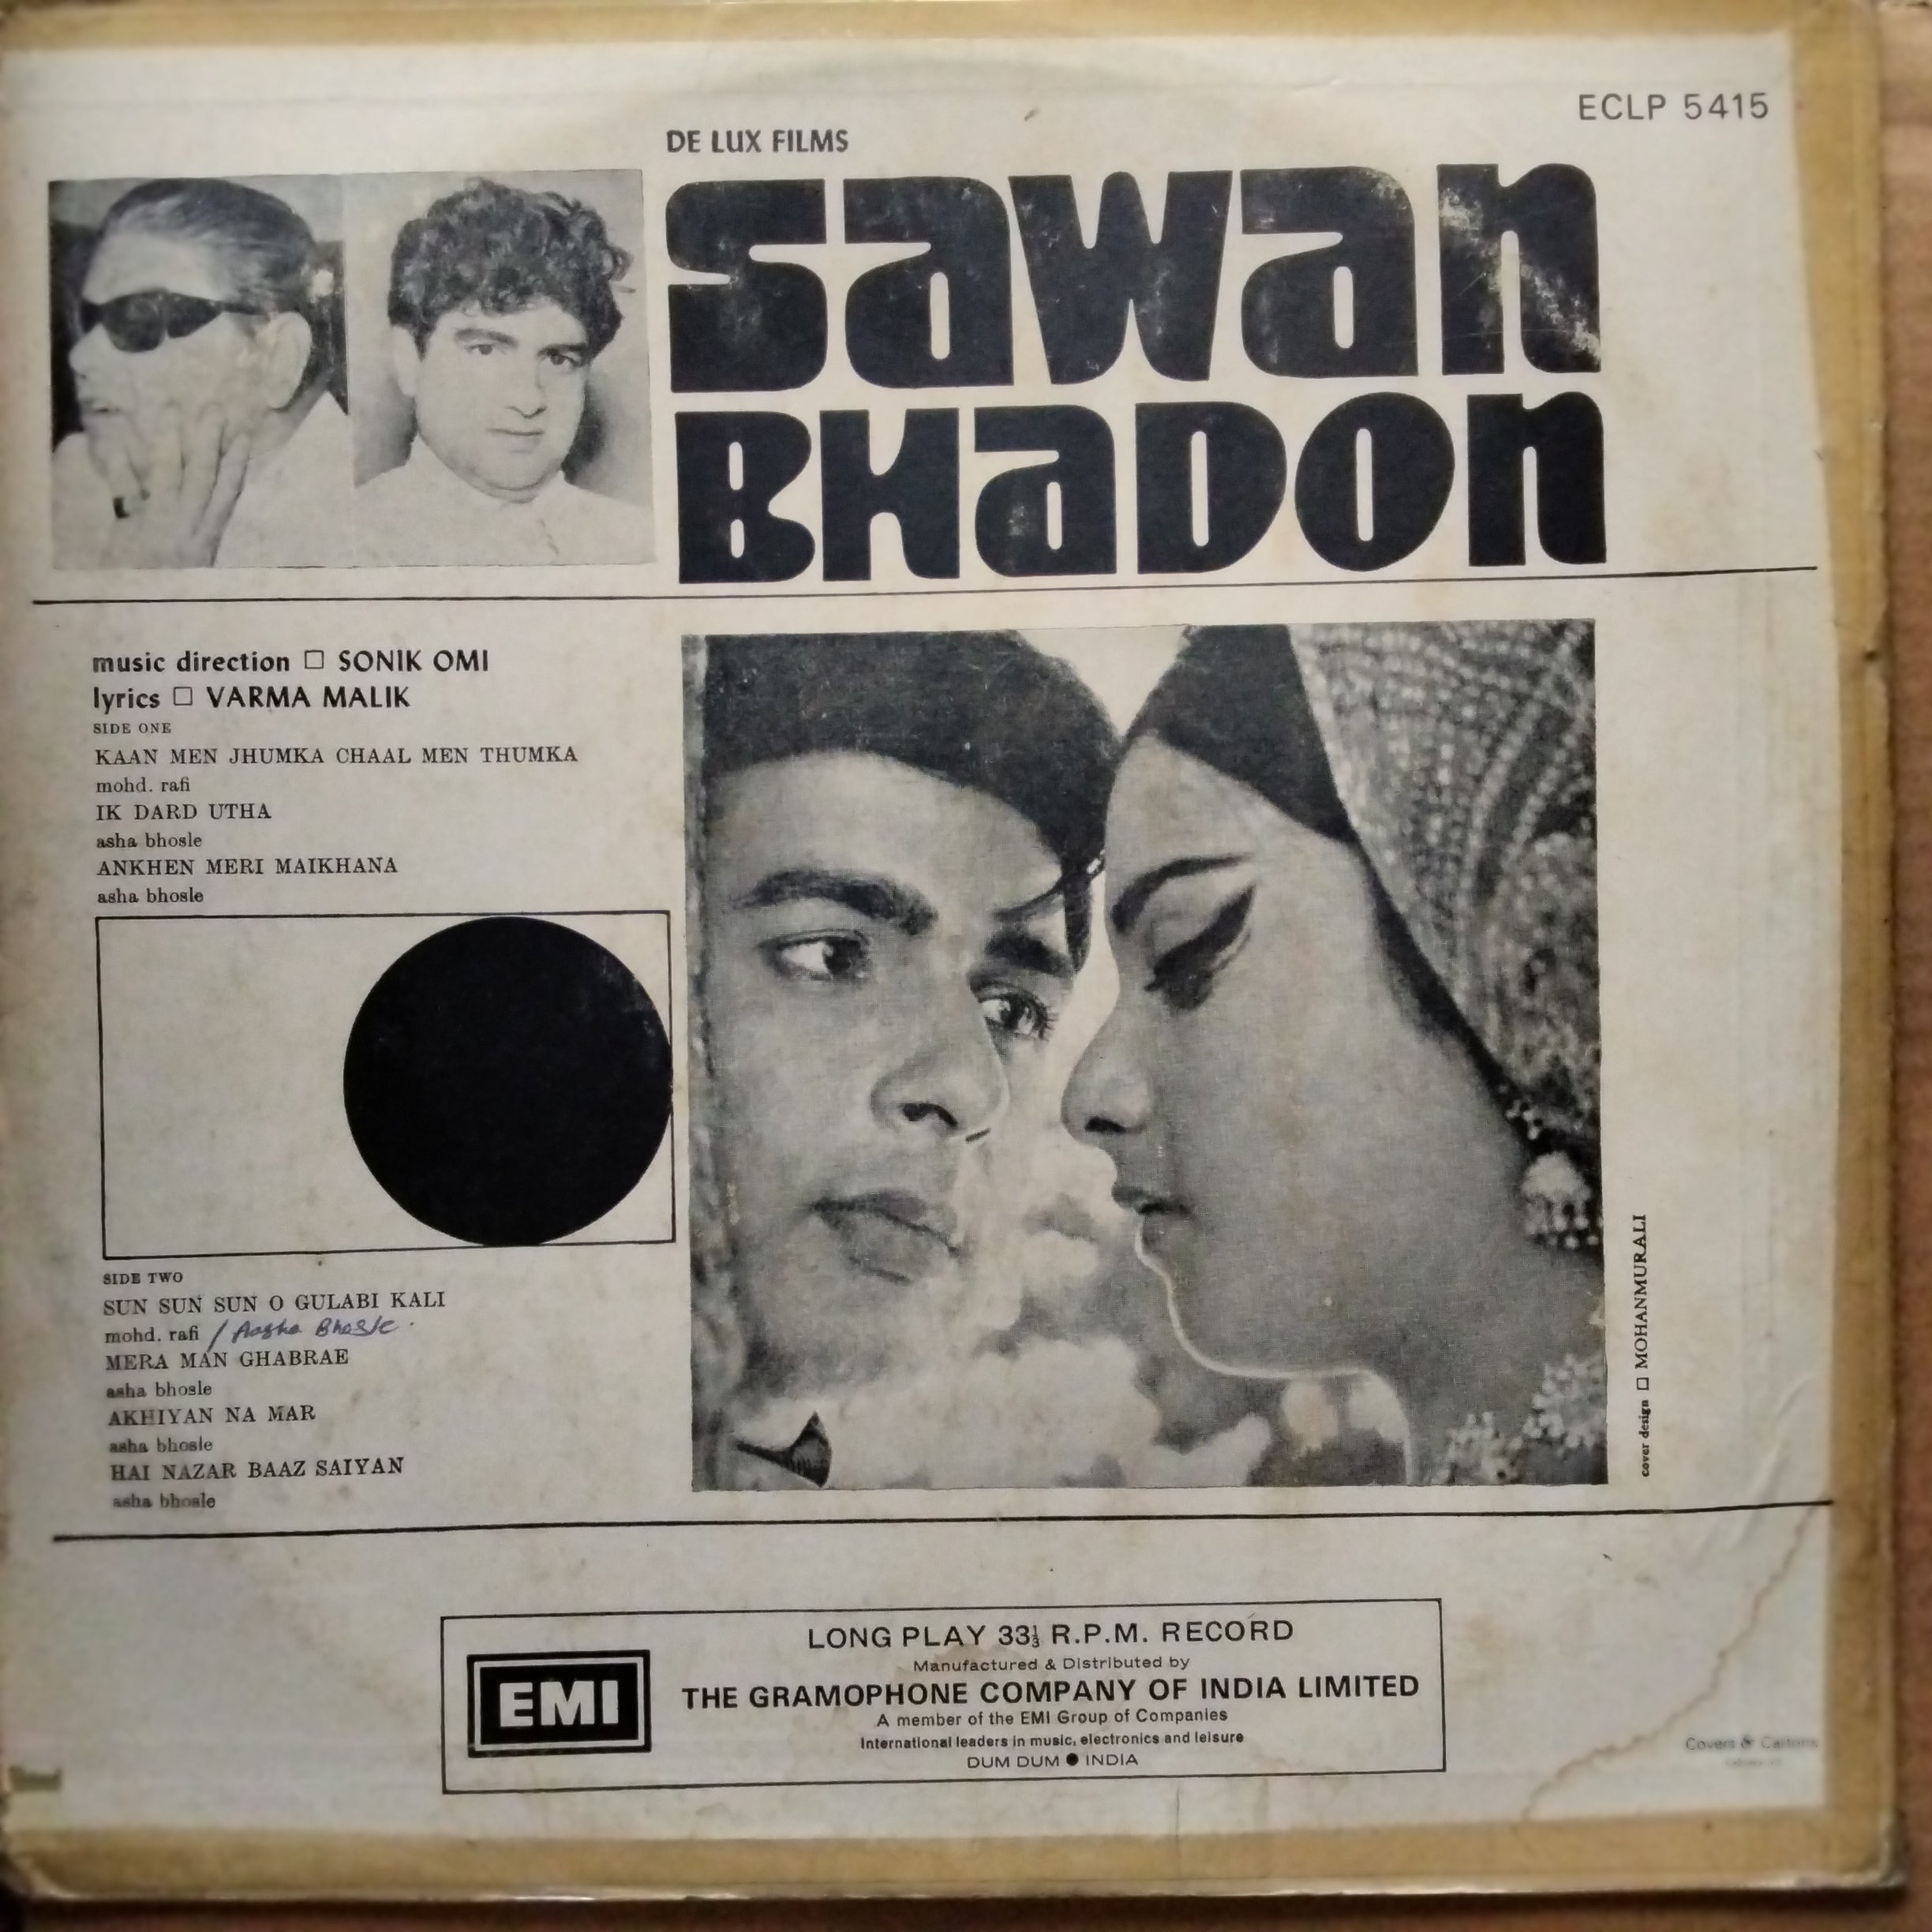 ECLP 5415
DE LUX FILMS
SaWan
BHaDOn
music direction □ SONIK OMI
lyrics □ VARMA MALIK
SIDE ONE
KAAN MEN JHUMKA CHAAL MEN THUMKA
mohd. rafi
IK DARD UTHA
asha bhosle
ANKHEN MERI MAIKHANA
asha bhosle
SIDE TWO
SUN SUN SUN O GULABI KALI
mohd. rafi / Aasha Bhosle.
MERA MAN GHABRAE
asha bhosle
AKHIYAN NA MAR
asha bhosle
HAI NAZAR BAAZ SAIYAN
asha bhosle
cover design □ MOHANMURALI
EMI
LONG PLAY 33⅓ R.P.M. RECORD
Manufactured & Distributed by
THE GRAMOPHONE COMPANY OF INDIA LIMITED
A member of the EMI Group of Companies
International leaders in music, electronics and leisure
DUM DUM ● INDIA
Covers & Cartons